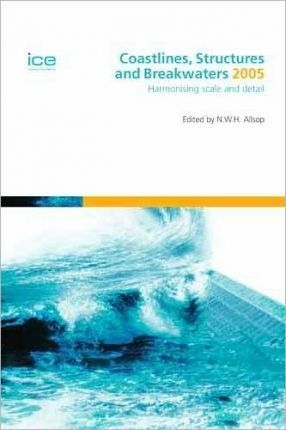 ice
Coastlines, Structures
and Breakwaters 2005
Harmonising scale and detail
Edited by N.W.H. Allsop